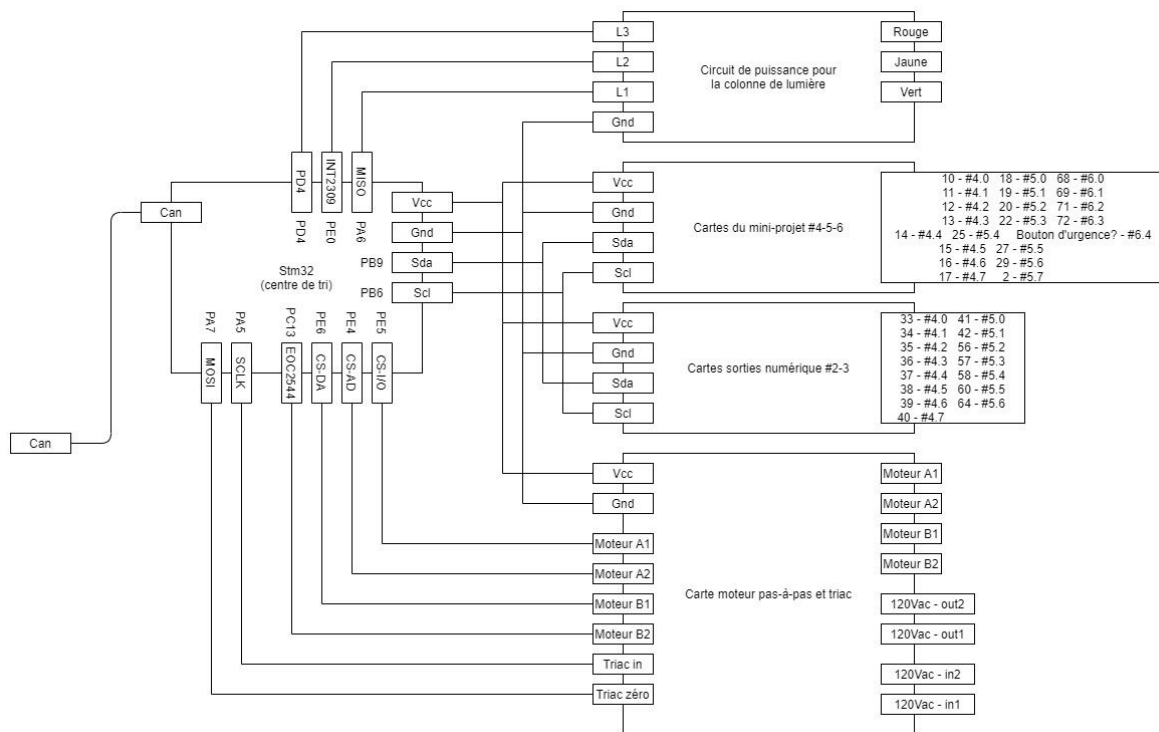 L3
Rouge
L2
Jaune
Circuit de puissance pour
la colonne de lumière
L1
Vert
Gnd
PD4
INT2309
MISO
PD4
PE0
PA6
Can
Vcc
Gnd
PB9
Sda
PB6
Scl
Stm32
(centre de tri)
PA7
PA5
PC13
PE6
PE4
PE5
MOSI
SCLK
EOC2544
CS-DA
CS-AD
CS-I/O
Can
Vcc
Gnd
Sda
Scl
Cartes du mini-projet #4-5-6
10 - #4.0 18 - #5.0 68 - #6.0
11 - #4.1 19 - #5.1 69 - #6.1
12 - #4.2 20 - #5.2 71 - #6.2
13 - #4.3 22 - #5.3 72 - #6.3
14 - #4.4 25 - #5.4 Bouton d'urgence? - #6.4
15 - #4.5 27 - #5.5
16 - #4.6 29 - #5.6
17 - #4.7 2 - #5.7
Vcc
Gnd
Sda
Scl
Cartes sorties numérique #2-3
33 - #4.0 41 - #5.0
34 - #4.1 42 - #5.1
35 - #4.2 56 - #5.2
36 - #4.3 57 - #5.3
37 - #4.4 58 - #5.4
38 - #4.5 60 - #5.5
39 - #4.6 64 - #5.6
40 - #4.7
Vcc
Gnd
Moteur A1
Moteur A2
Moteur B1
Moteur B2
Triac in
Triac zéro
Carte moteur pas-à-pas et triac
Moteur A1
Moteur A2
Moteur B1
Moteur B2
120Vac - out2
120Vac - out1
120Vac - in2
120Vac - in1